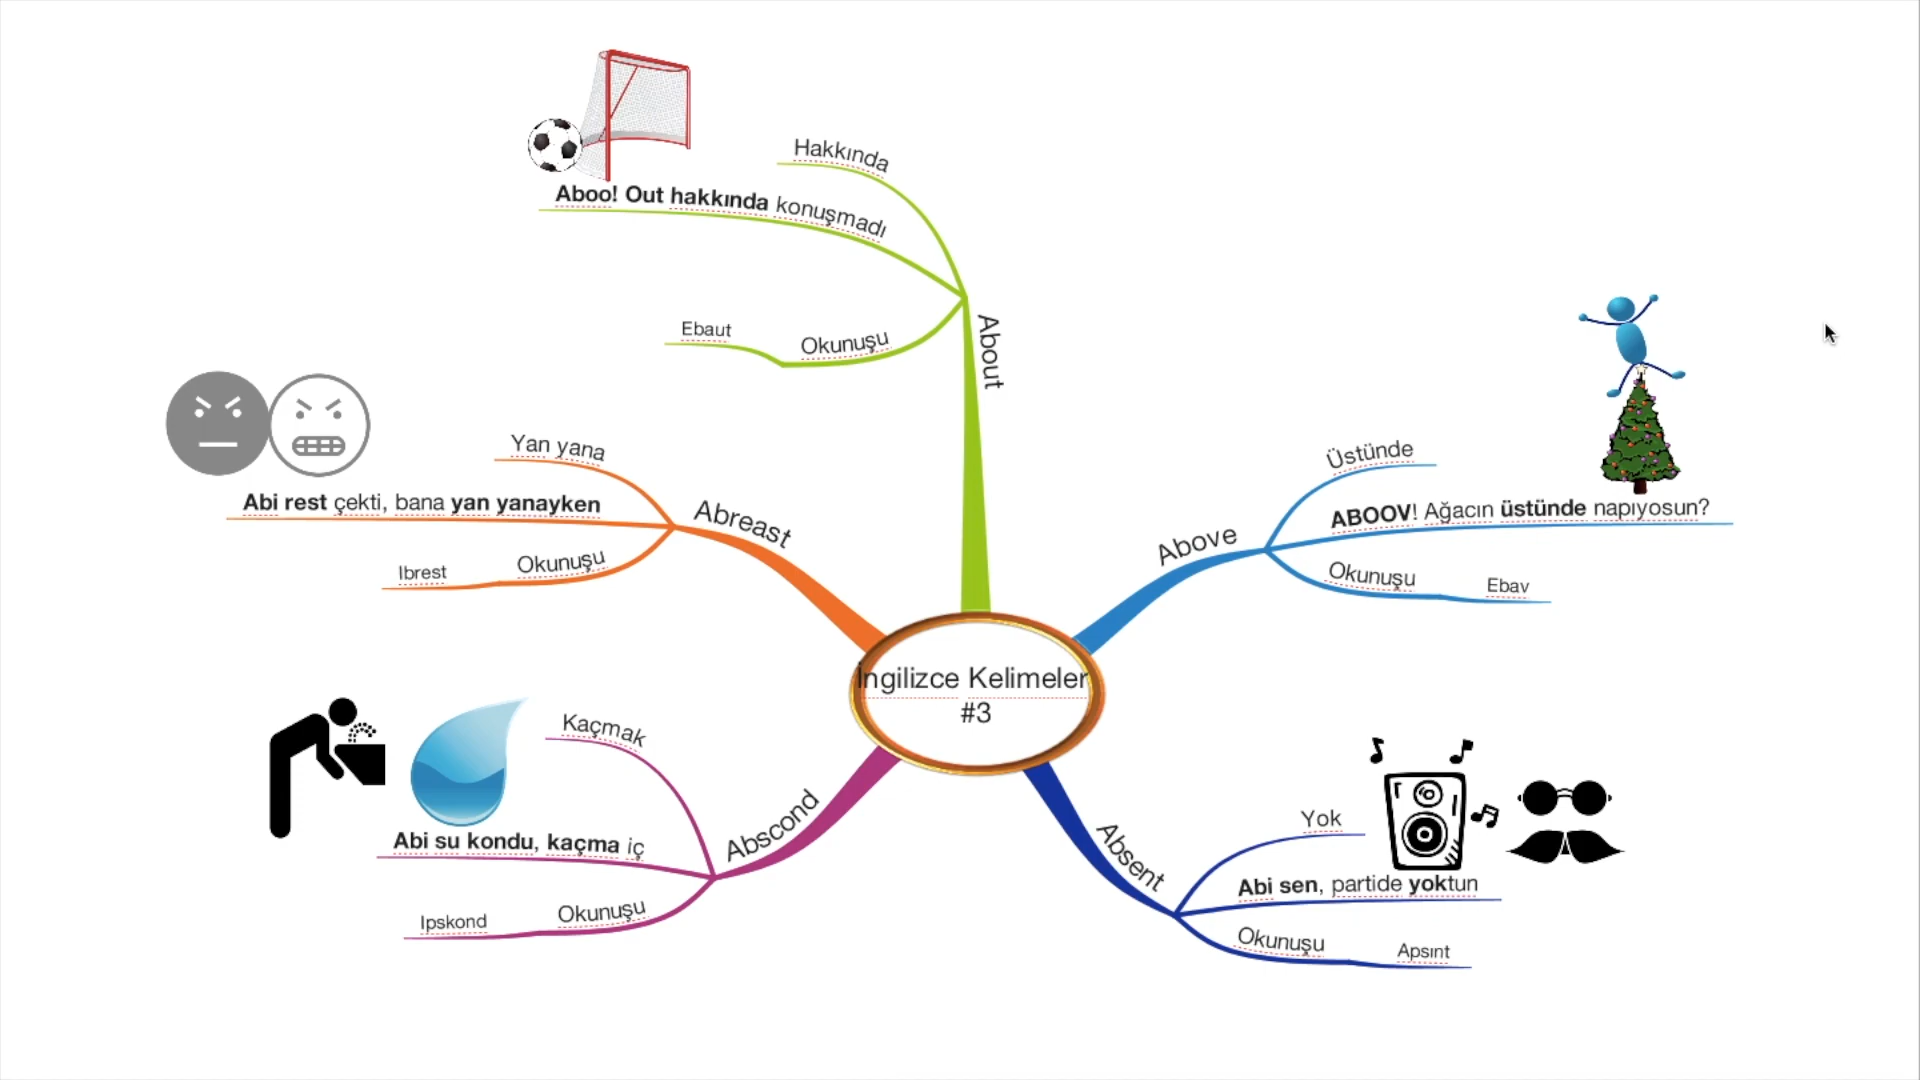 Hakkında
Aboo! Out hakkında konuşmadı
Ebaut
Okunuşu
About
Yan yana
Abi rest çekti, bana yan yanayken
Ibrest
Okunuşu
Abreast
Üstünde
ABOOV! Ağacın üstünde napıyosun?
Okunuşu
Ebav
Above
İngilizce Kelimeler
#3
Kaçmak
Abi su kondu, kaçma iç
Ipskond
Okunuşu
Abscond
Yok
Abi sen, partide yoktun
Okunuşu
Apsınt
Absent